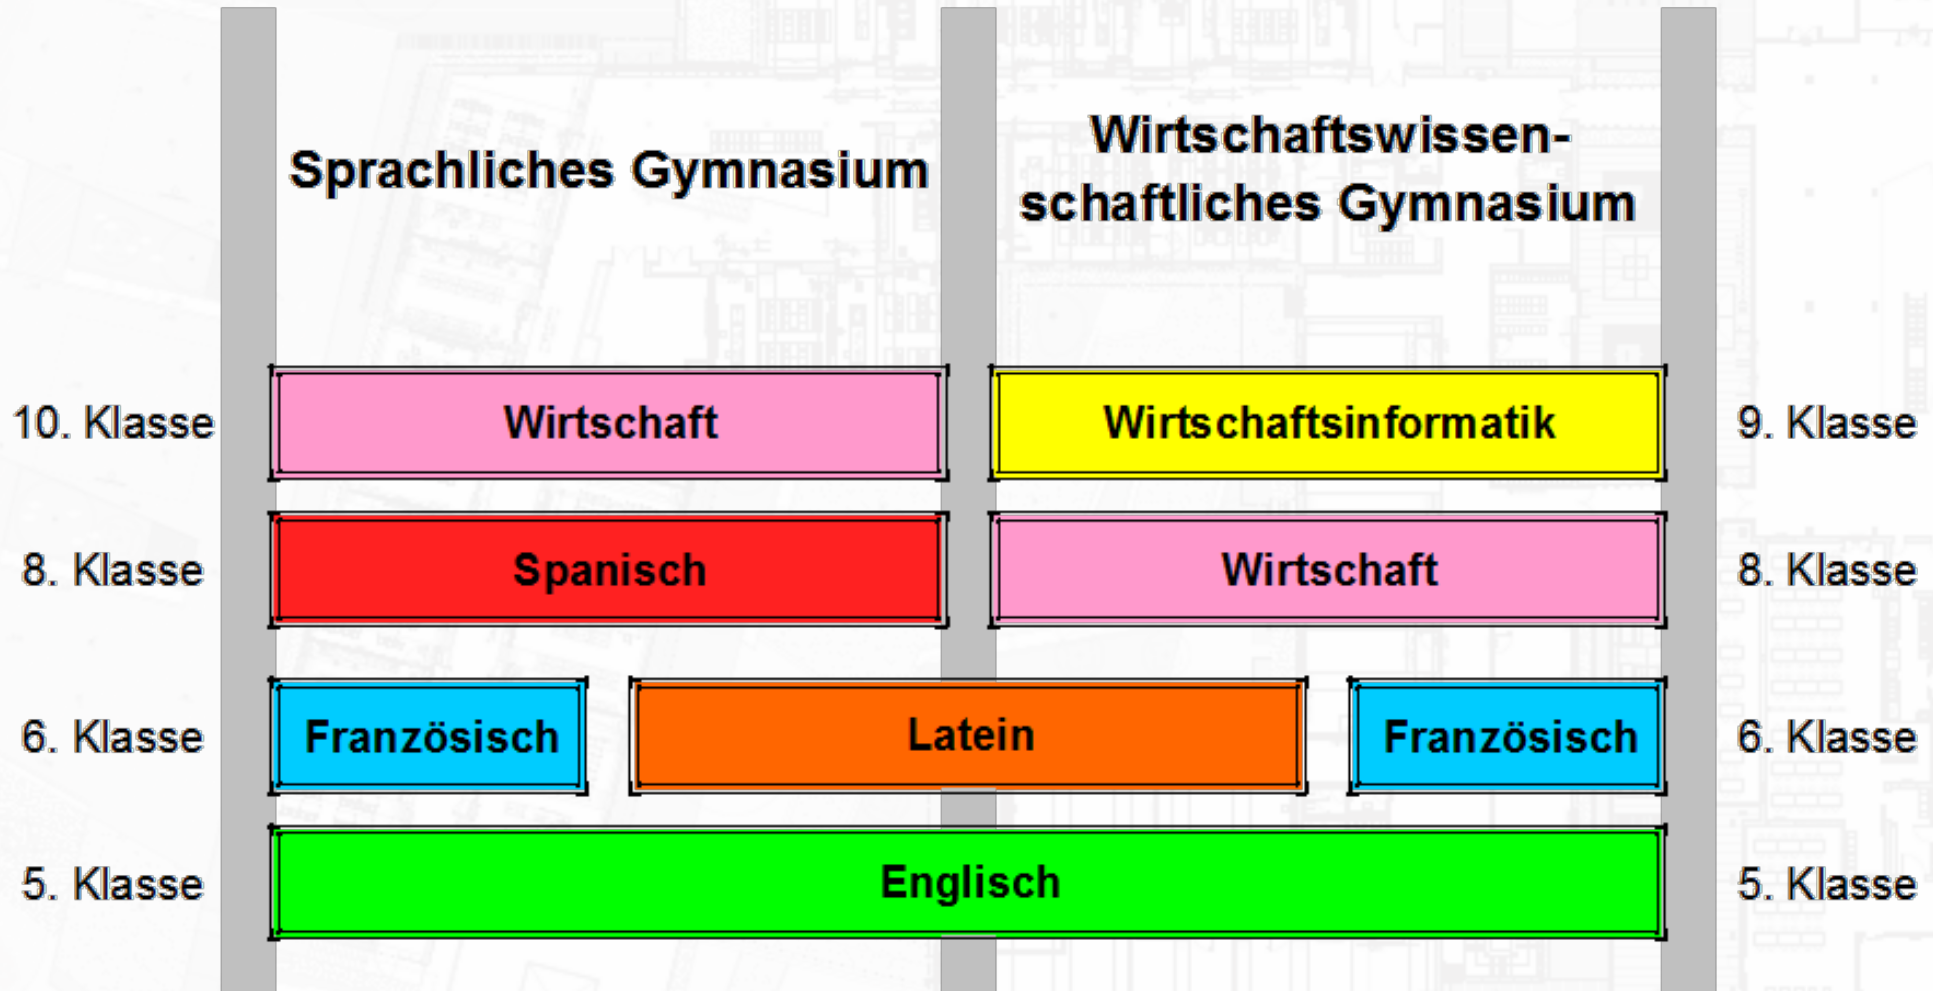 Sprachliches Gymnasium
Wirtschaftswissen-
schaftliches Gymnasium
10. Klasse
Wirtschaft
Wirtschaftsinformatik
9. Klasse
8. Klasse
Spanisch
Wirtschaft
8. Klasse
6. Klasse
Französisch
Latein
Französisch
6. Klasse
5. Klasse
Englisch
5. Klasse